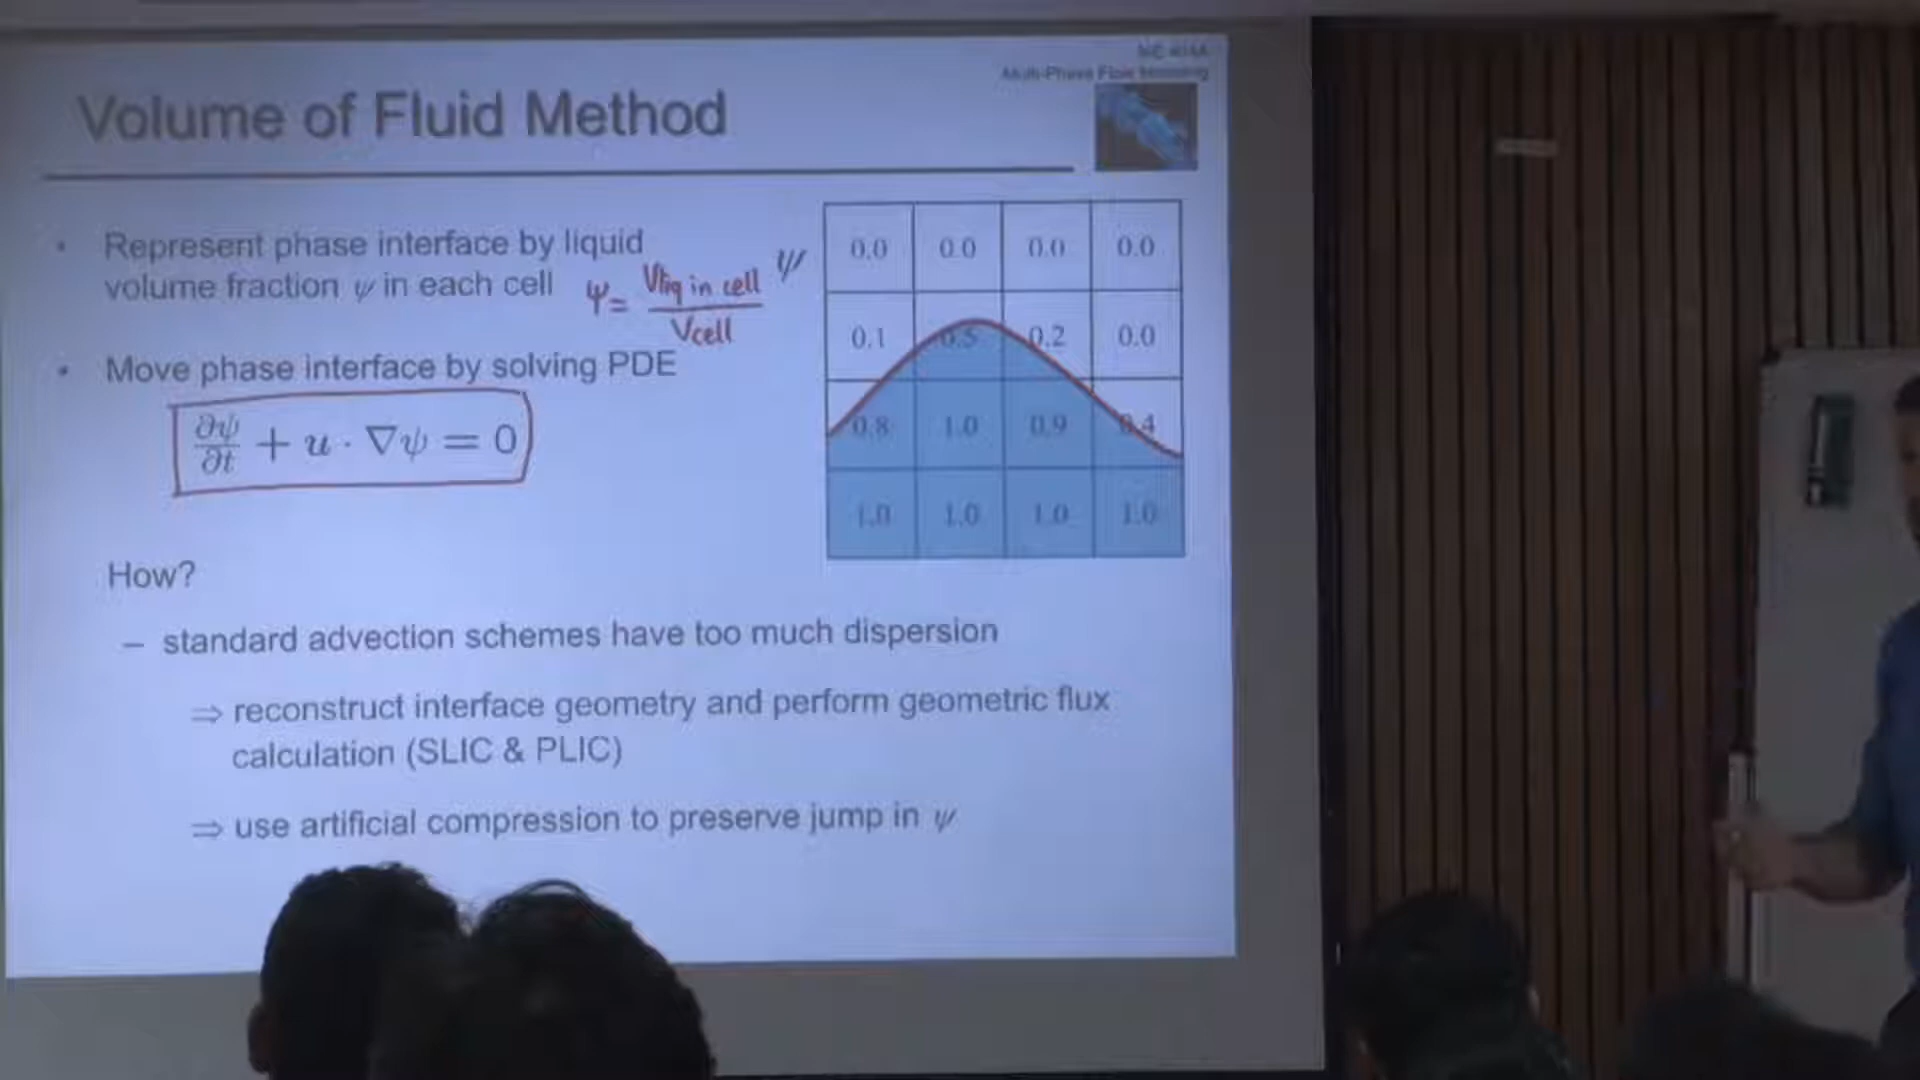 Multi-Phase Flow
Volume of Fluid Method
• Represent phase interface by liquid
volume fraction ψ in each cell
ψ = Vliq in cell / Vcell
ψ
0.0 0.0 0.0 0.0
0.1 0.5 0.2 0.0
0.8 1.0 0.9 0.4
1.0 1.0 1.0 1.0
• Move phase interface by solving PDE
∂ψ/∂t + u · ∇ψ = 0
How?
– standard advection schemes have too much dispersion
⇒ reconstruct interface geometry and perform geometric flux
calculation (SLIC & PLIC)
⇒ use artificial compression to preserve jump in ψ